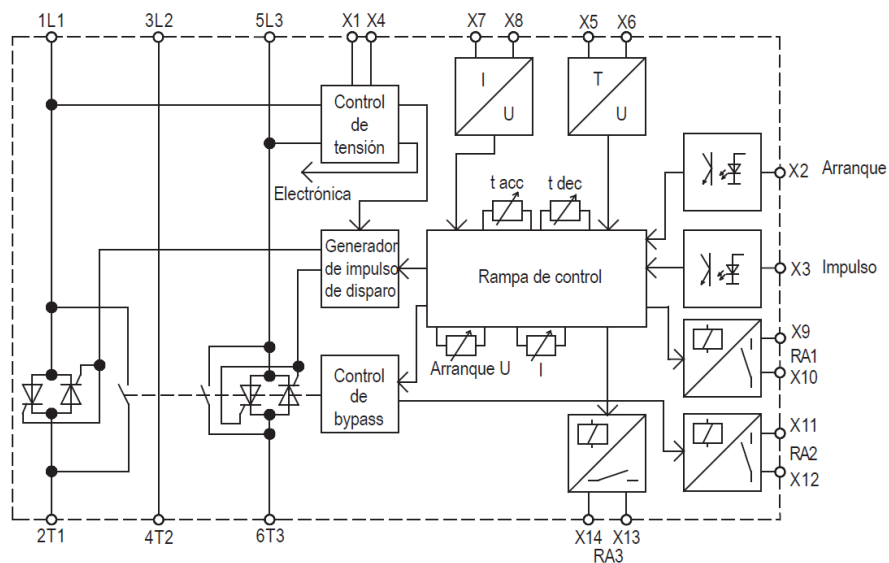 1L1 3L2 5L3 X1 X4 X7 X8 X5 X6
Control
de
tensión
I
U
T
U
X2 Arranque
Electrónica
t acc t dec
Generador
de impulso
de disparo
Rampa de control
X3 Impulso
X9
RA1
X10
Arranque U I
Control
de
bypass
X11
RA2
X12
2T1 4T2 6T3 X14 X13
RA3